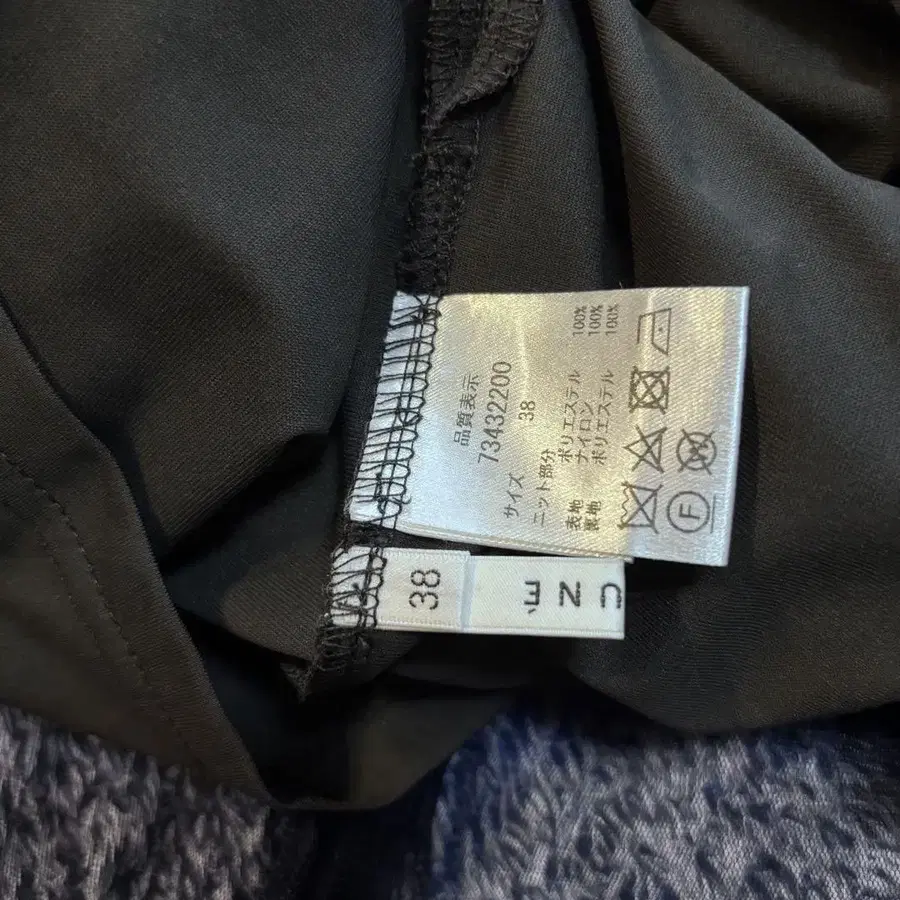 品質表示
73432200
サイズ 38
ニット部分 ポリエステル 100%
表地 ナイロン 100%
裏地 ポリエステル 100%
F
38